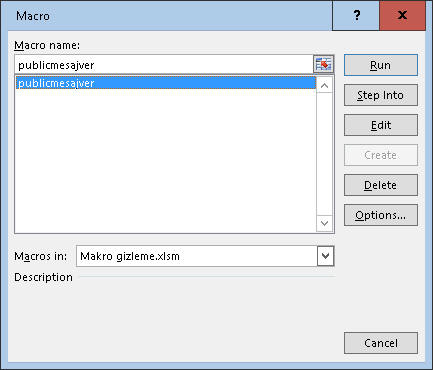 Macro
?
x
Macro name:
publicmesajver
publicmesajver
Run
Step Into
Edit
Create
Delete
Options...
Macros in:
Makro gizleme.xlsm
Description
Cancel